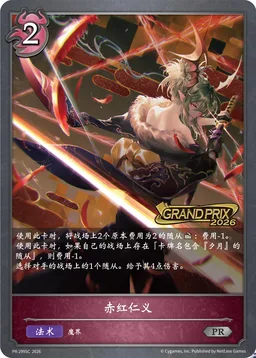 2
GRAND PRIX
2026
使用此卡时，将战场上2个原本费用为2的随从：费用-1。
使用此卡时，如果自己的战场上存在『卡牌名包含「夕月」的
随从』，则费用-1。
选择对手的战场上的1个随从。给予其4点伤害。
赤红仁义
法术 魔界
PR
© Cygames, Inc. Published by NetEase Games